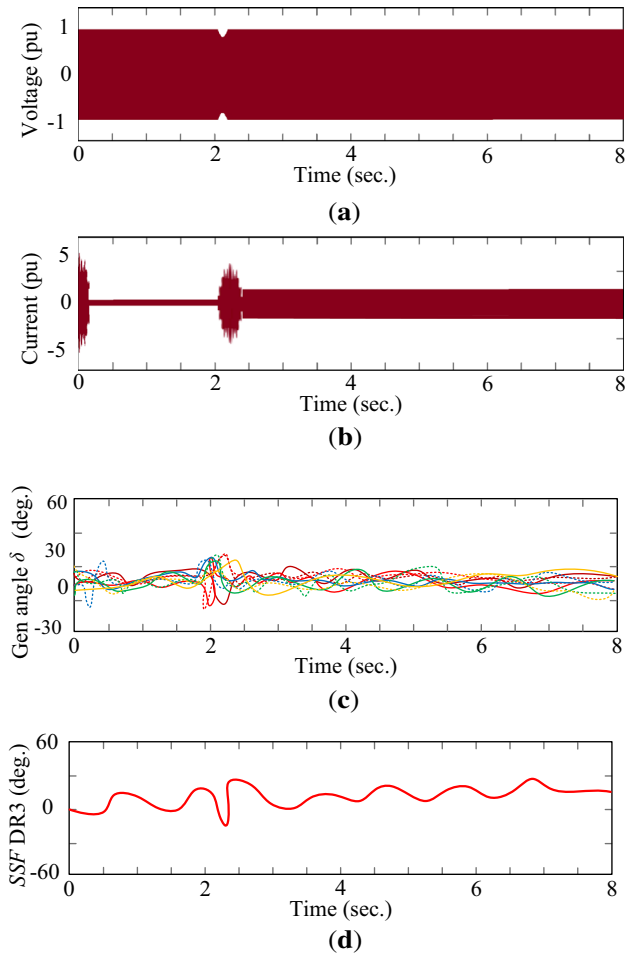 Voltage (pu)
1
0
-1
0
2
4
6
8
Time (sec.)
(a)
Current (pu)
5
0
-5
0
2
4
6
8
Time (sec.)
(b)
Gen angle δ (deg.)
60
30
0
-30
0
2
4
6
8
Time (sec.)
(c)
SSF DR3 (deg.)
60
0
-60
0
2
4
6
8
Time (sec.)
(d)